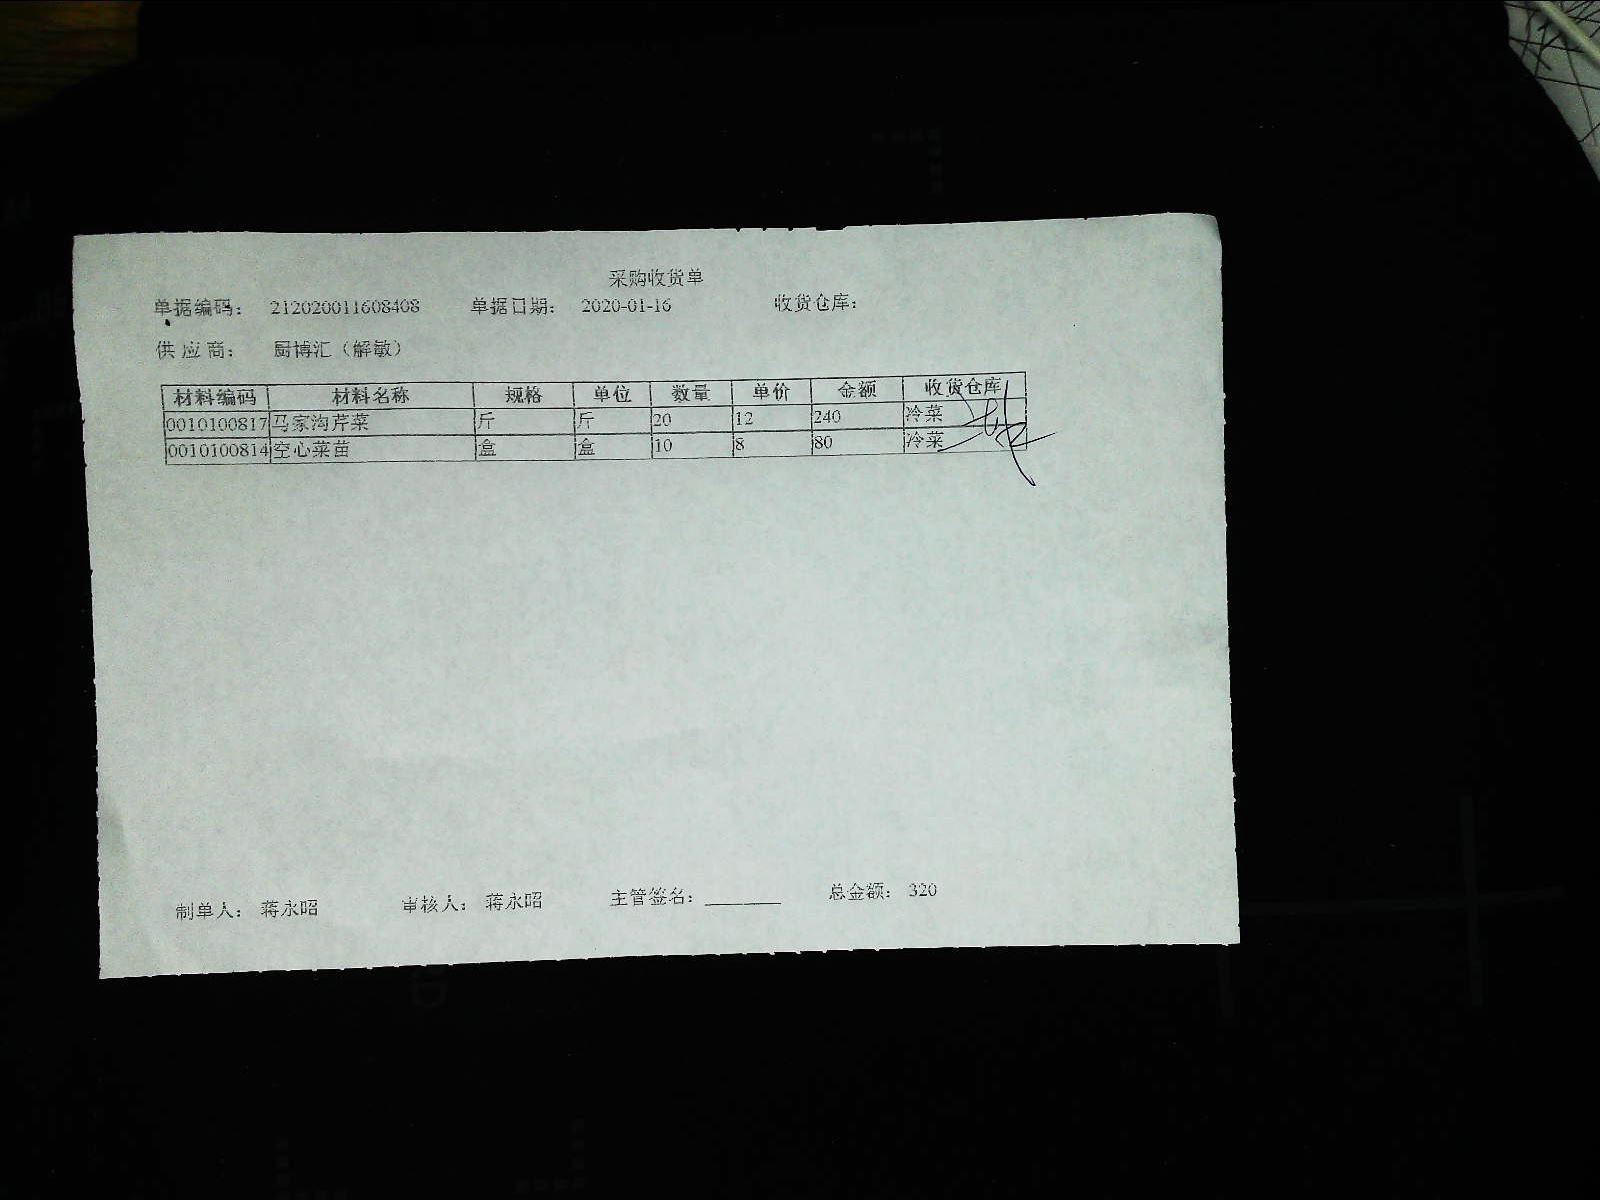 采购收货单
单据编码： 212020011608408 单据日期： 2020-01-16 收货仓库：
供应商： 厨博汇（解敏）
材料编码 材料名称 规格 单位 数量 单价 金额 收货仓库
0010100817 马家沟芹菜 斤 斤 20 12 240 冷菜
0010100814 空心菜苗 盒 盒 10 8 80 冷菜
制单人： 蒋永昭 审核人： 蒋永昭 主管签名：________ 总金额： 320